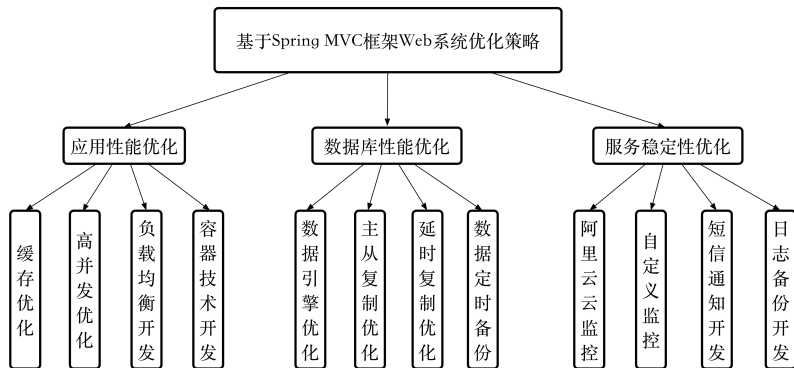 基于Spring MVC框架Web系统优化策略
应用性能优化
数据库性能优化
服务稳定性优化
缓存优化
高并发优化
负载均衡开发
容器技术开发
数据引擎优化
主从复制优化
延时复制优化
数据定时备份
阿里云云监控
自定义监控
短信通知开发
日志备份开发